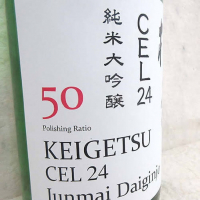 純米大吟醸
CEL 24
50
Polishing Ratio
KEIGETSU
CEL 24
Junmai Daiginjo